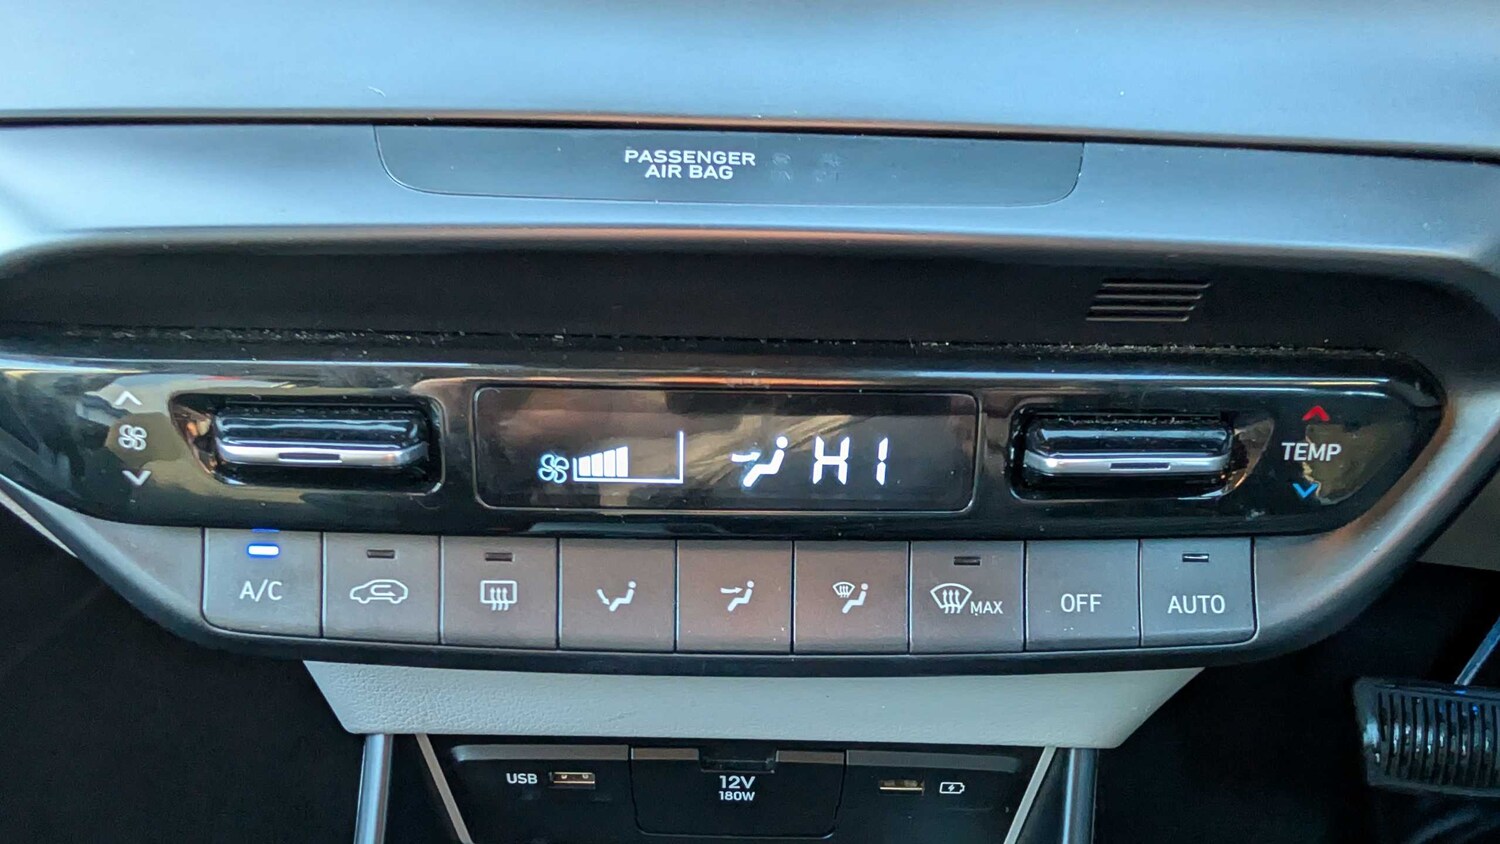 PASSENGER
AIR BAG
HI
TEMP
A/C
MAX
OFF
AUTO
USB
12V
180W